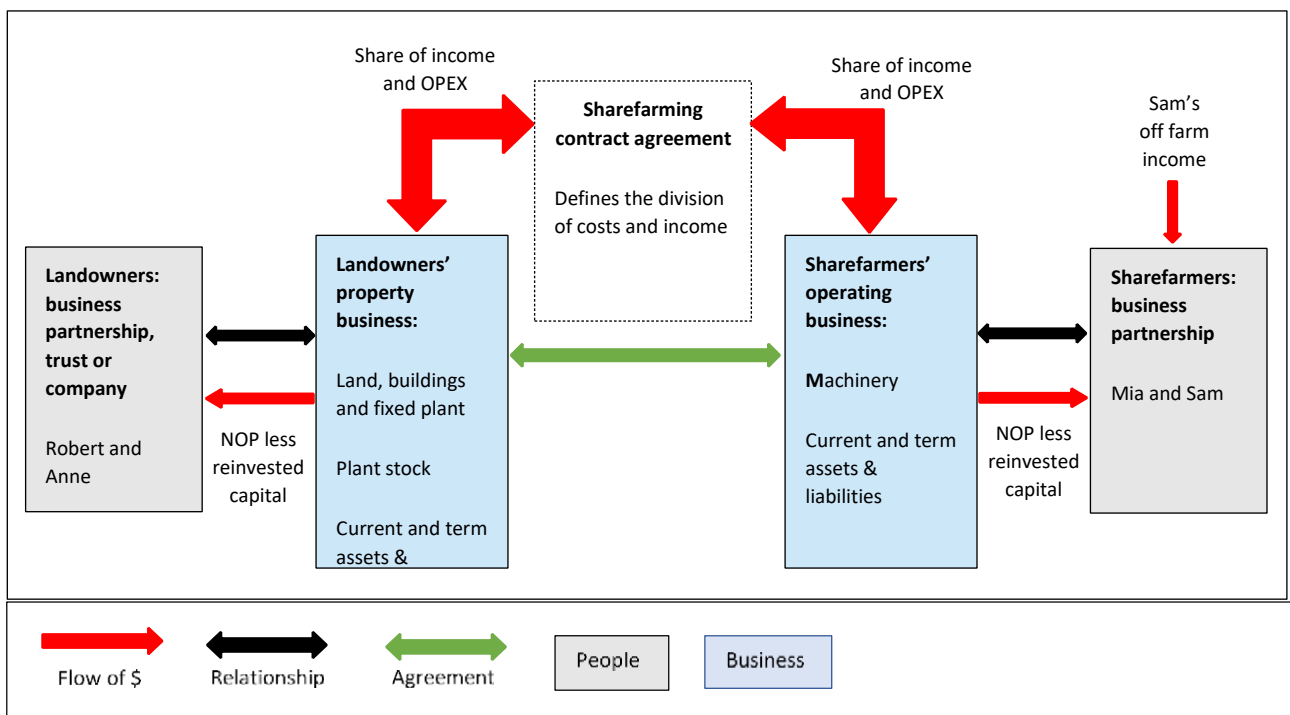 Share of income
and OPEX
Share of income
and OPEX
Sam’s
off farm
income
Sharefarming
contract agreement
Defines the division
of costs and income
Landowners:
business
partnership,
trust or
company
Robert and
Anne
NOP less
reinvested
capital
Landowners’
property
business:
Land, buildings
and fixed plant
Plant stock
Current and term
assets &
Sharefarmers’
operating
business:
Machinery
Current and term
assets &
liabilities
NOP less
reinvested
capital
Sharefarmers:
business
partnership
Mia and Sam
Flow of $
Relationship
Agreement
People
Business